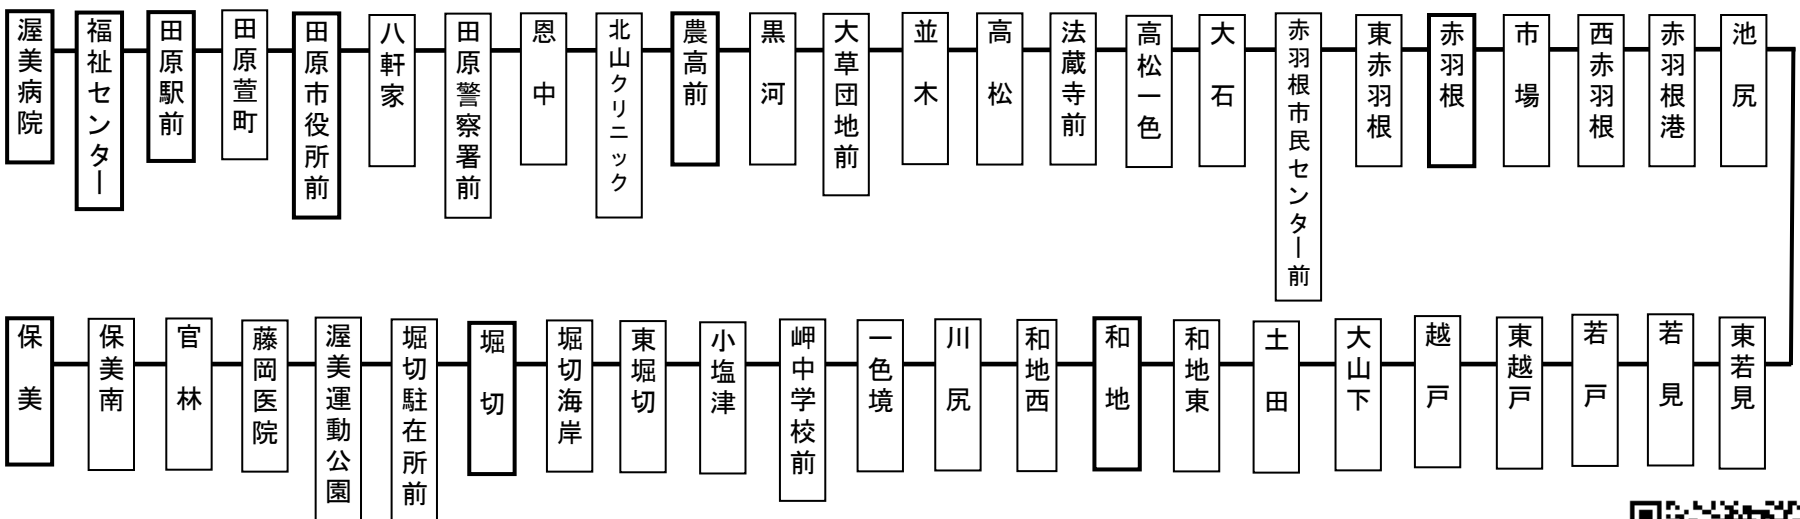 渥美病院
福祉センター
田原駅前
田原萱町
田原市役所前
八軒家
田原警察署前
恩中
北山クリニック
農高前
黒河
大草団地前
並木
高松
法蔵寺前
高松一色
大石
赤羽根市民センター前
東赤羽根
赤羽根
市場
西赤羽根
赤羽根港
池尻
東若見
若見
若戸
東越戸
越戸
大山下
土田
和地東
和地
和地西
川尻
一色境
岬中学校前
小塩津
東堀切
堀切海岸
堀切
堀切駐在所前
渥美運動公園
藤岡医院
官林
保美南
保美